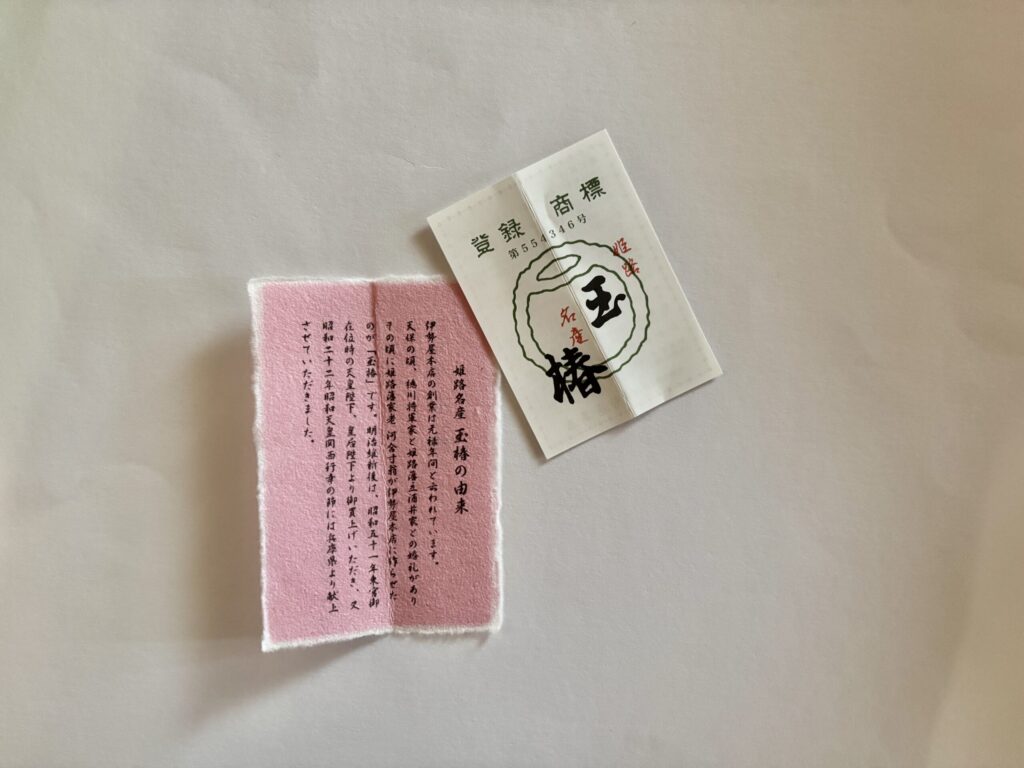 登録 商標
第554346号
姫路
名産
玉椿
姫路名産 玉椿の由来
伊勢屋本店の創業は元禄年間と云われています。
天保の頃、徳川将軍家と姫路藩主酒井家との婚礼があり
その頃に姫路藩家老 河合寸翁が伊勢屋本店に作らせた
のが「玉椿」です。明治維新後は、昭和五十一年東宮御
在位時の天皇陛下、皇后陛下より御買上げいただき、又
昭和二十二年昭和天皇関西行幸の節には兵庫県より献上
させていただきました。